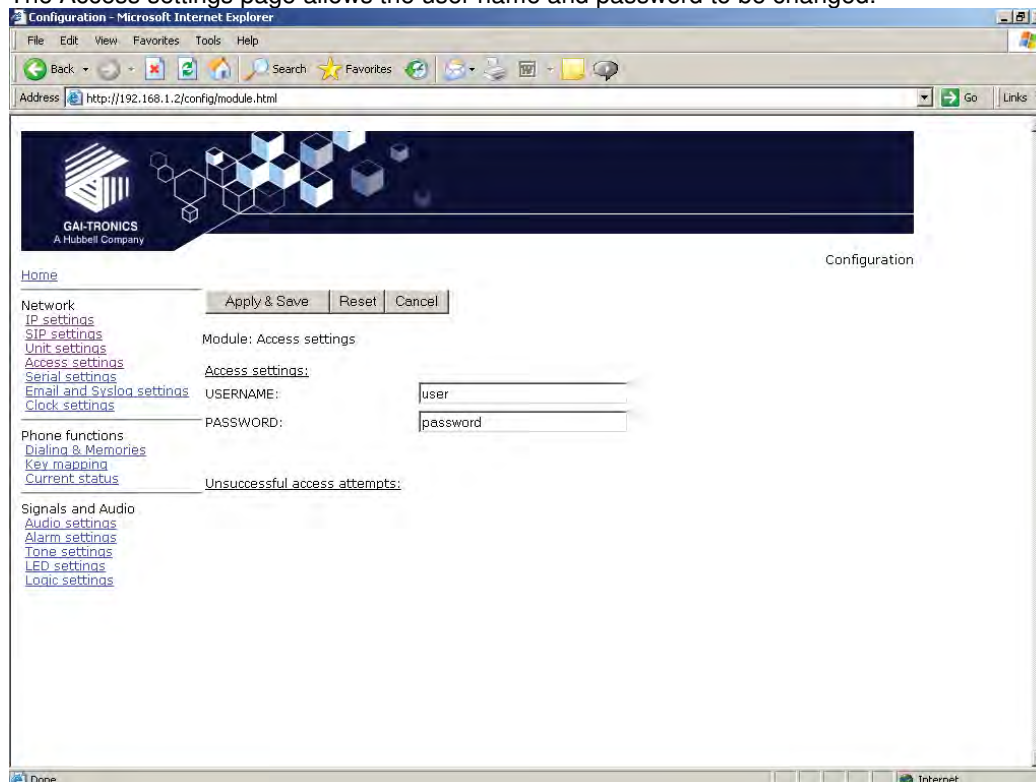 The Access settings page allows the user name and password to be changed.
Configuration - Microsoft Internet Explorer
File Edit View Favorites Tools Help
Back Search Favorites
Address http://192.168.1.2/config/module.html Go Links
GAI-TRONICS
A Hubbell Company
Configuration
Home
Network
IP settings
SIP settings
Unit settings
Access settings
Serial settings
Email and Syslog settings
Clock settings
Phone functions
Dialing & Memories
Key mapping
Current status
Signals and Audio
Audio settings
Alarm settings
Tone settings
LED settings
Logic settings
Apply & Save Reset Cancel
Module: Access settings
Access settings:
USERNAME: user
PASSWORD: password
Unsuccessful access attempts:
Done Internet